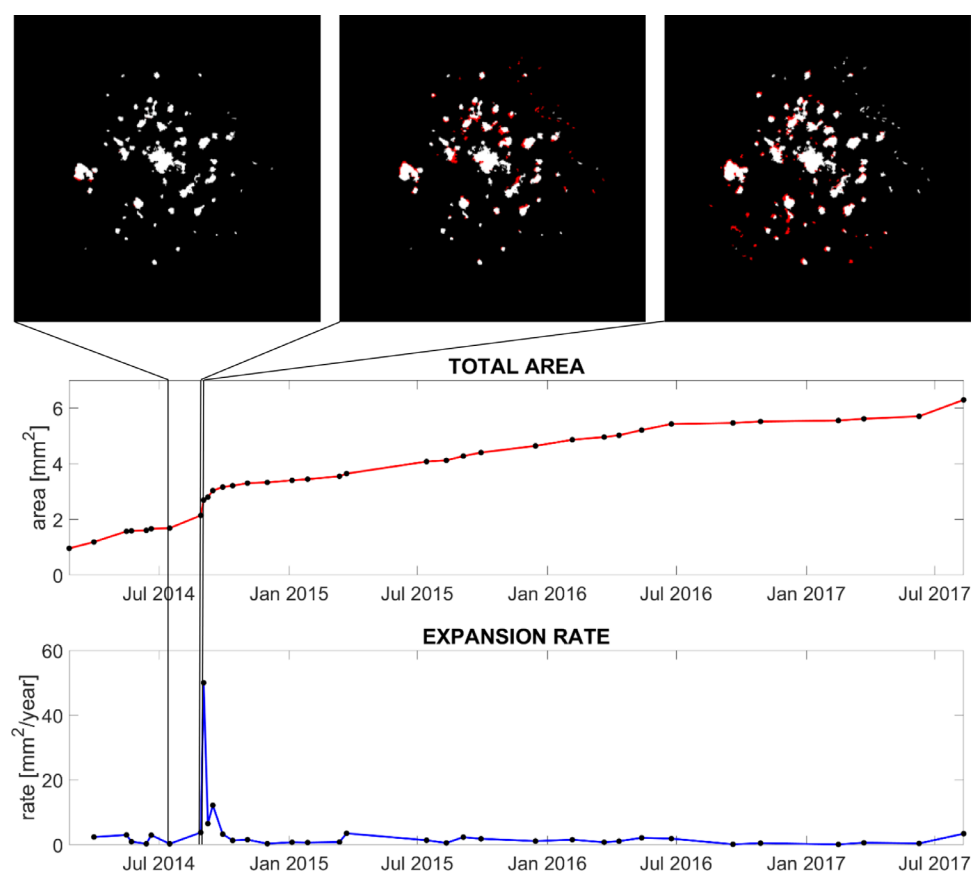 TOTAL AREA
area [mm²]
6
4
2
0
Jul 2014 Jan 2015 Jul 2015 Jan 2016 Jul 2016 Jan 2017 Jul 2017
EXPANSION RATE
rate [mm²/year]
60
40
20
0
Jul 2014 Jan 2015 Jul 2015 Jan 2016 Jul 2016 Jan 2017 Jul 2017